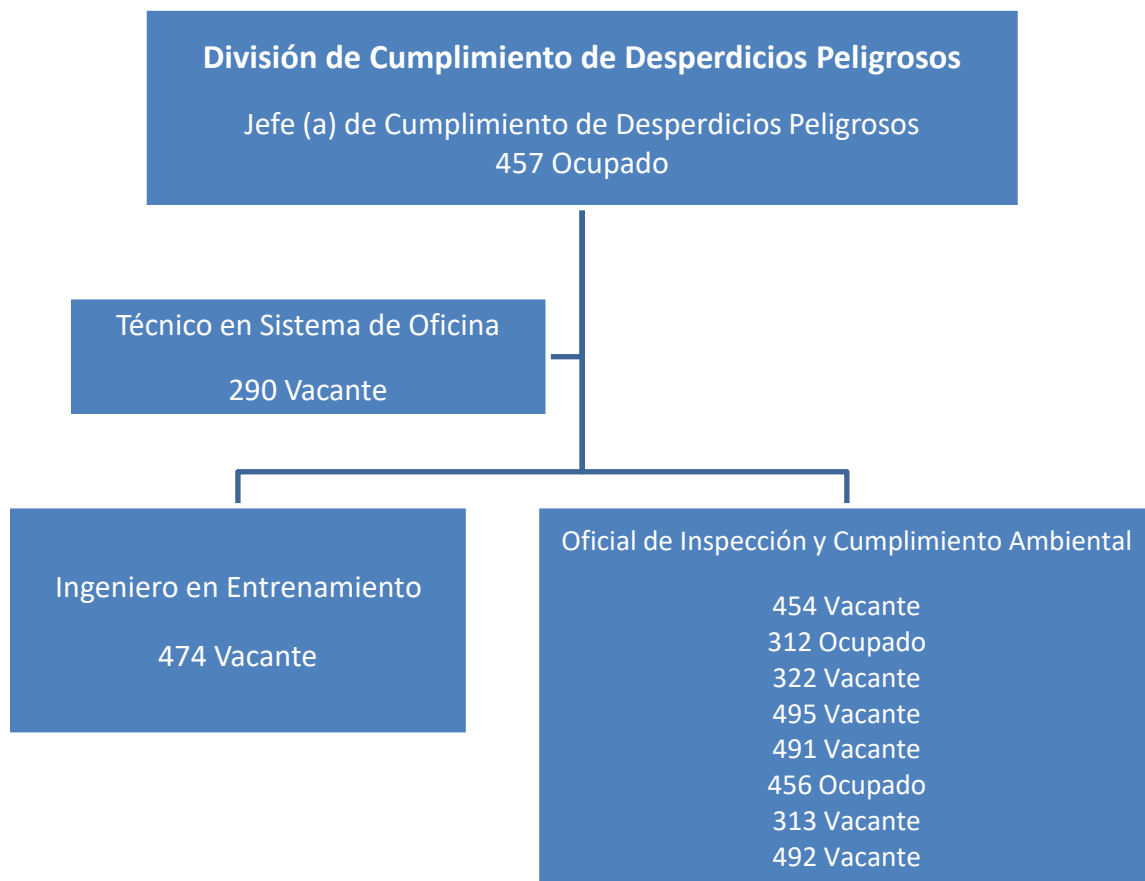 División de Cumplimiento de Desperdicios Peligrosos
Jefe (a) de Cumplimiento de Desperdicios Peligrosos
457 Ocupado
Técnico en Sistema de Oficina
290 Vacante
Ingeniero en Entrenamiento
474 Vacante
Oficial de Inspección y Cumplimiento Ambiental
454 Vacante
312 Ocupado
322 Vacante
495 Vacante
491 Vacante
456 Ocupado
313 Vacante
492 Vacante